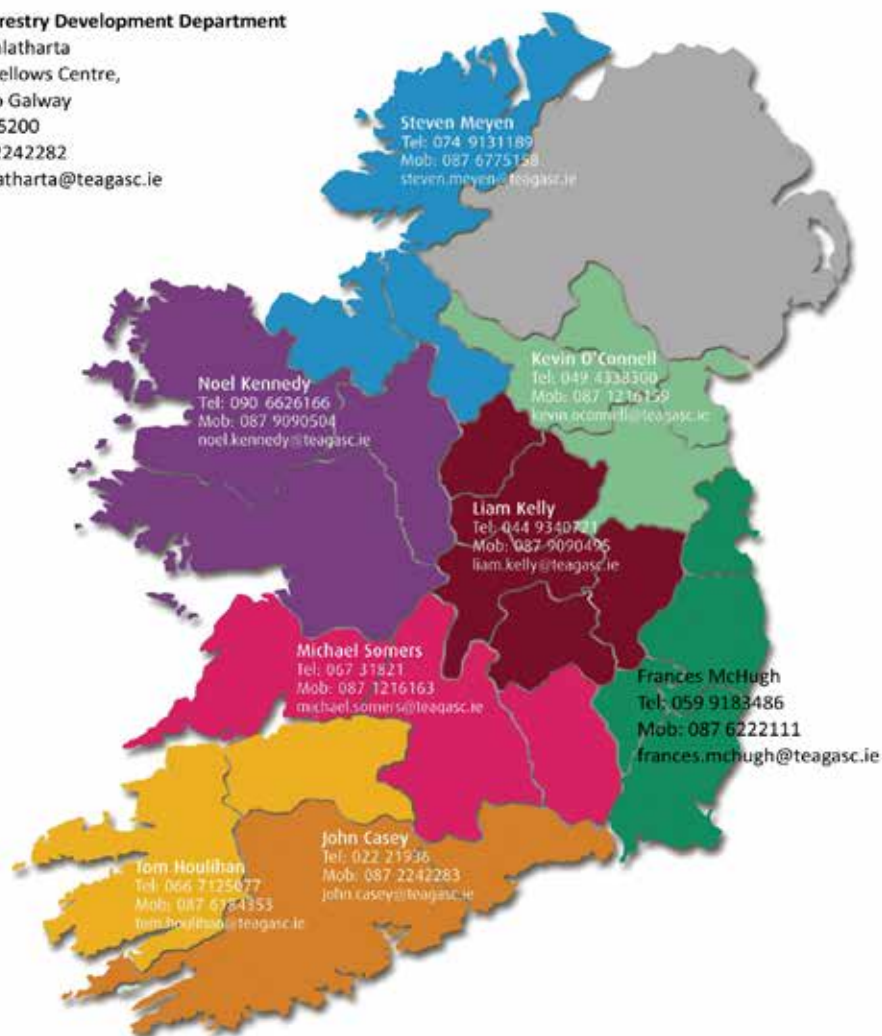 restry Development Department
alatharta
ellows Centre,
o Galway
5200
2242282
atharta@teagasc.ie
Steven Meyen
Tel: 074 9131189
Mob: 087 6775158
steven.meyen@teagasc.ie
Kevin O'Connell
Tel: 049 4338300
Mob: 087 1216159
kevin.oconnell@teagasc.ie
Noel Kennedy
Tel: 090 6626166
Mob: 087 9090504
noel.kennedy@teagasc.ie
Liam Kelly
Tel: 044 9340721
Mob: 087 9090495
liam.kelly@teagasc.ie
Michael Somers
Tel: 067 31821
Mob: 087 1216163
michael.somers@teagasc.ie
Frances McHugh
Tel: 059 9183486
Mob: 087 6222111
frances.mchugh@teagasc.ie
John Casey
Tel: 022 21936
Mob: 087 2242283
john.casey@teagasc.ie
Tom Houlihan
Tel: 066 7125077
Mob: 087 6184353
tom.houlihan@teagasc.ie